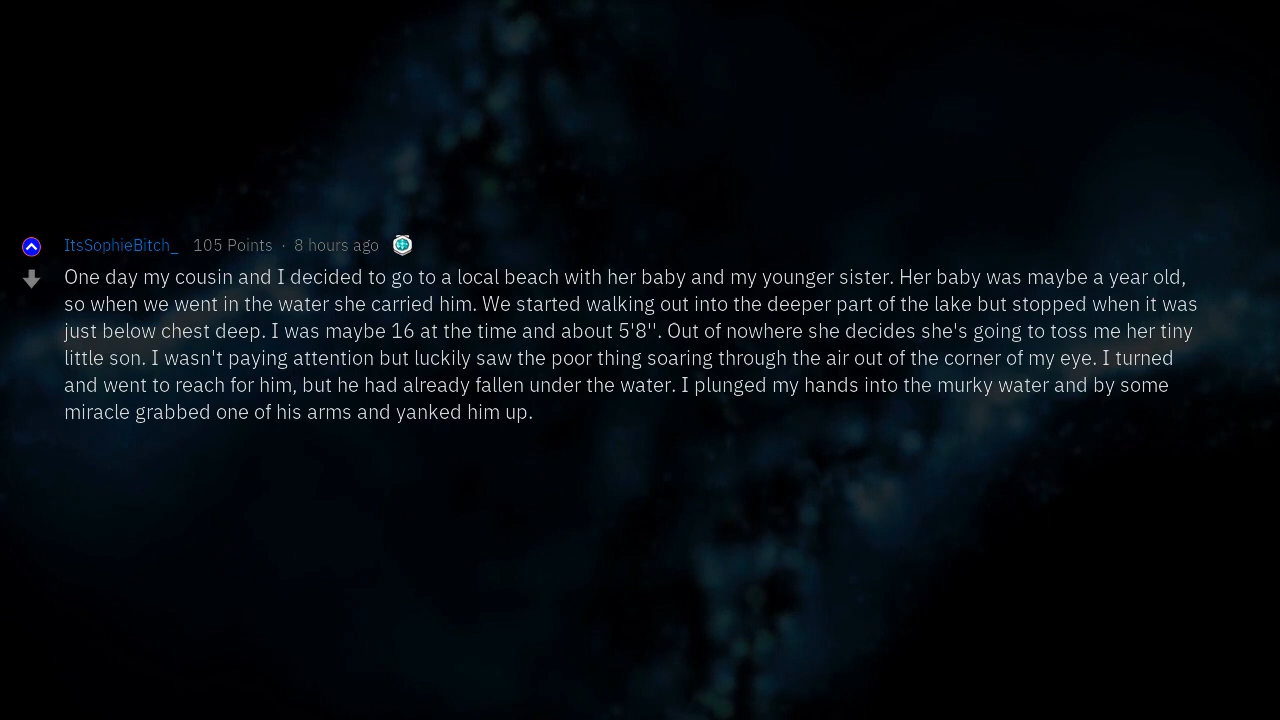 ItsSophieBitch_ 105 Points · 8 hours ago
One day my cousin and I decided to go to a local beach with her baby and my younger sister. Her baby was maybe a year old,
so when we went in the water she carried him. We started walking out into the deeper part of the lake but stopped when it was
just below chest deep. I was maybe 16 at the time and about 5'8''. Out of nowhere she decides she's going to toss me her tiny
little son. I wasn't paying attention but luckily saw the poor thing soaring through the air out of the corner of my eye. I turned
and went to reach for him, but he had already fallen under the water. I plunged my hands into the murky water and by some
miracle grabbed one of his arms and yanked him up.